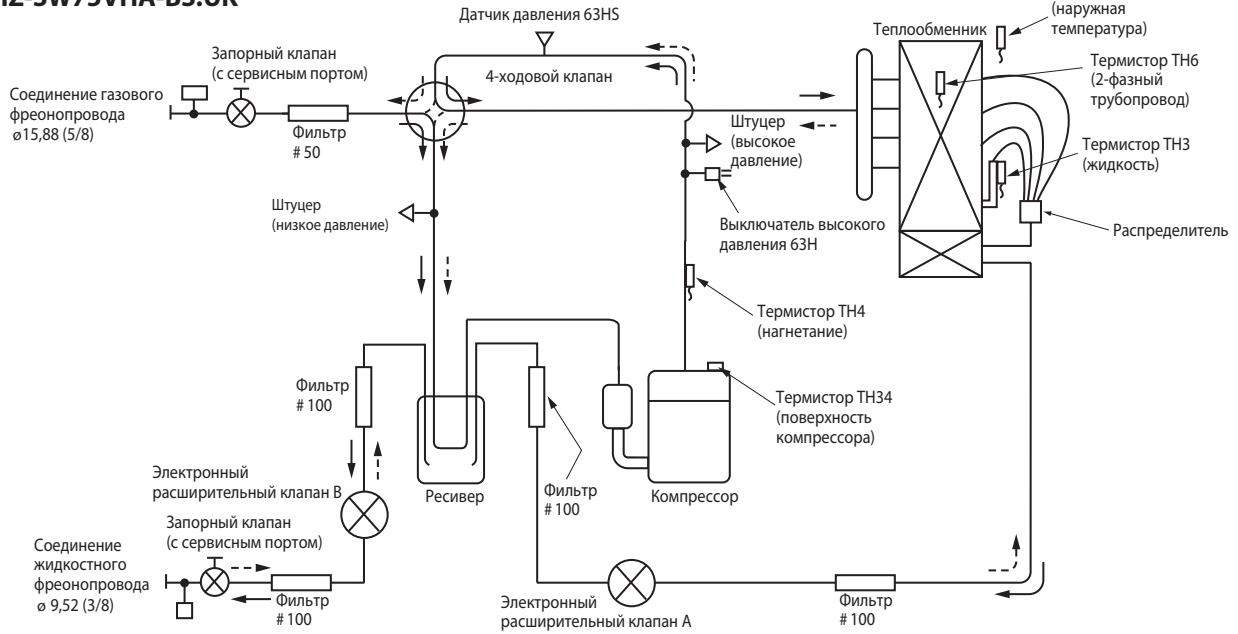 Датчик давления 63HS
(наружная
температура)
Теплообменник
Запорный клапан
(с сервисным портом)
4-ходовой клапан
Термистор TH6
(2-фазный
трубопровод)
Соединение газового
фреонопровода
ø15,88 (5/8)
Фильтр
# 50
Штуцер
(высокое
давление)
Термистор TH3
(жидкость)
Штуцер
(низкое давление)
Выключатель высокого
давления 63H
Распределитель
Термистор TH4
(нагнетание)
Фильтр
# 100
Термистор TH34
(поверхность
компрессора)
Электронный
расширительный клапан B
Ресивер
Фильтр
# 100
Компрессор
Запорный клапан
(с сервисным портом)
Соединение
жидкостного
фреонопровода
ø 9,52 (3/8)
Фильтр
# 100
Электронный
расширительный клапан A
Фильтр
# 100